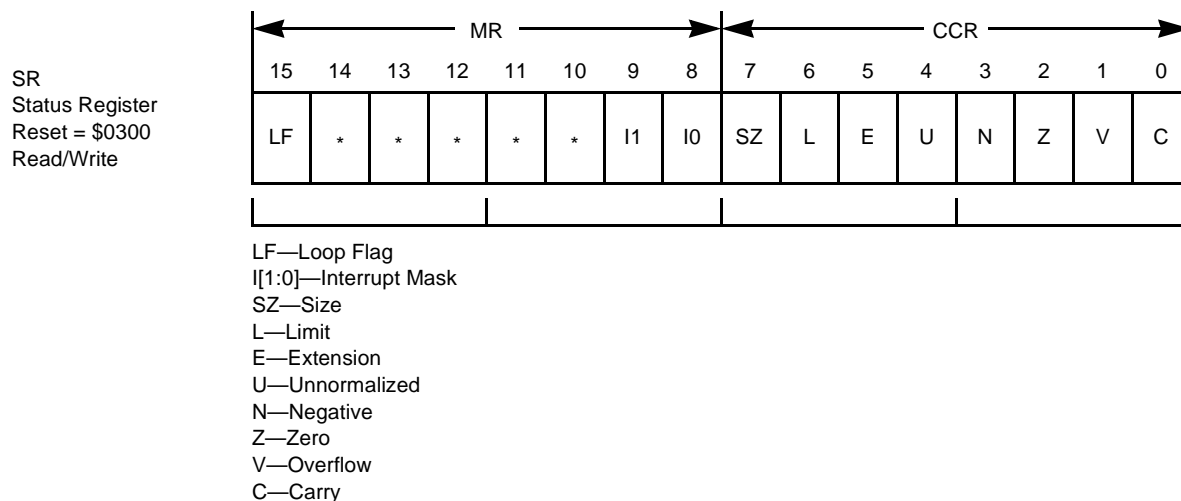 MR CCR
15 14 13 12 11 10 9 8 7 6 5 4 3 2 1 0
SR
Status Register
Reset = $0300
Read/Write
LF * * * * * I1 I0 SZ L E U N Z V C
LF—Loop Flag
I[1:0]—Interrupt Mask
SZ—Size
L—Limit
E—Extension
U—Unnormalized
N—Negative
Z—Zero
V—Overflow
C—Carry